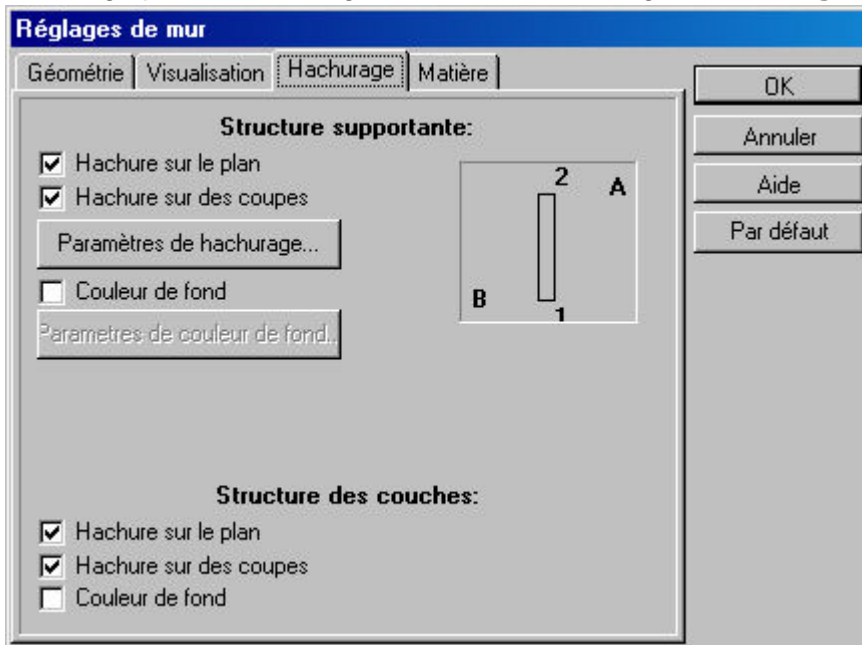 Réglages de mur
Géométrie Visualisation Hachurage Matière
OK
Annuler
Aide
Par défaut
Structure supportante:
Hachure sur le plan
Hachure sur des coupes
Paramètres de hachurage...
Couleur de fond
Parametres de couleur de fond..
2
A
B
1
Structure des couches:
Hachure sur le plan
Hachure sur des coupes
Couleur de fond